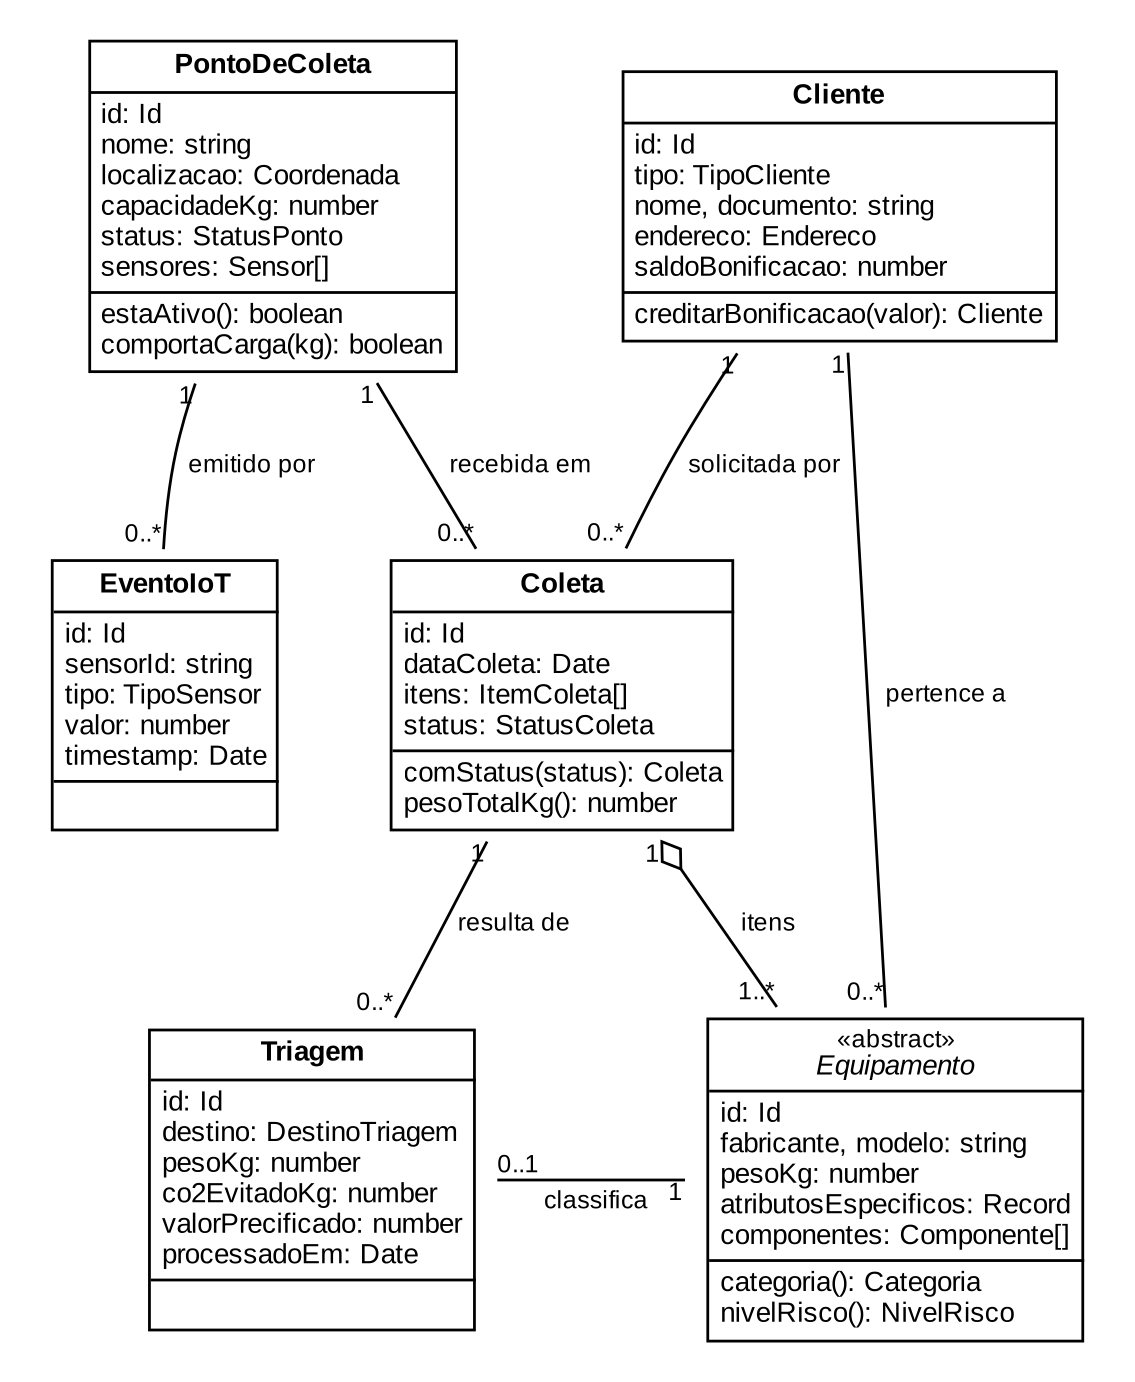 PontoDeColeta
id: Id
nome: string
localizacao: Coordenada
capacidadeKg: number
status: StatusPonto
sensores: Sensor[]
estaAtivo(): boolean
comportaCarga(kg): boolean
Cliente
id: Id
tipo: TipoCliente
nome, documento: string
endereco: Endereco
saldoBonificacao: number
creditarBonificacao(valor): Cliente
1
1
1
1
emitido por
recebida em
solicitada por
0..*
0..*
0..*
EventoIoT
id: Id
sensorId: string
tipo: TipoSensor
valor: number
timestamp: Date
Coleta
id: Id
dataColeta: Date
itens: ItemColeta[]
status: StatusColeta
comStatus(status): Coleta
pesoTotalKg(): number
pertence a
1
1
resulta de
itens
0..*
1..*
0..*
Triagem
id: Id
destino: DestinoTriagem
pesoKg: number
co2EvitadoKg: number
valorPrecificado: number
processadoEm: Date
0..1
classifica
1
«abstract»
Equipamento
id: Id
fabricante, modelo: string
pesoKg: number
atributosEspecificos: Record
componentes: Componente[]
categoria(): Categoria
nivelRisco(): NivelRisco